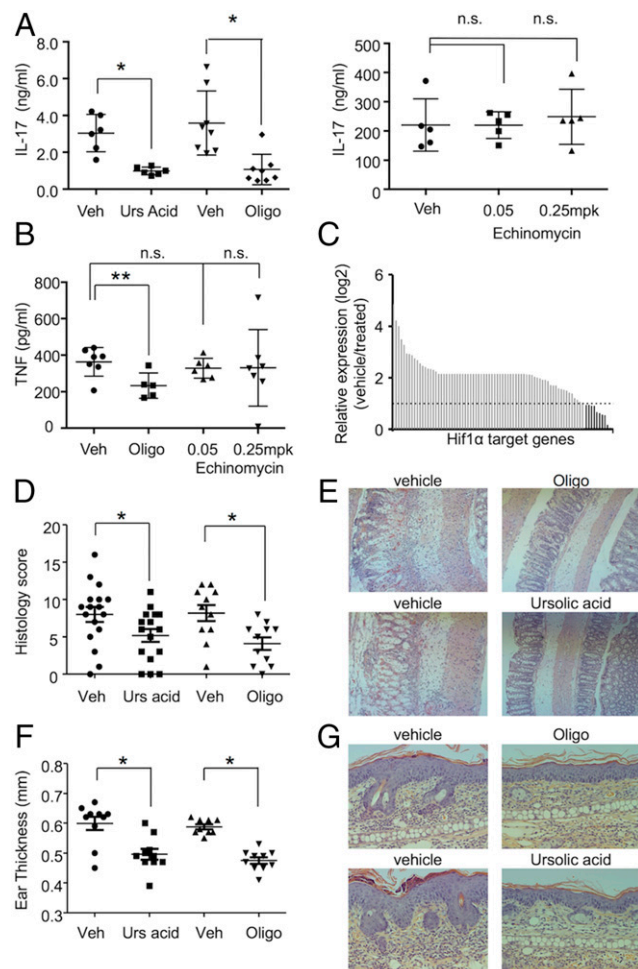 A
IL-17 (ng/ml)
6.0
4.0
2.0
0.0
*
*
Veh
Urs Acid
Veh
Oligo
IL-17 (ng/ml)
500
400
300
200
100
0
n.s.
n.s.
Veh
0.05
0.25mpk
Echinomycin
B
TNF (pg/ml)
800
600
400
200
0
n.s.
n.s.
**
Veh
Oligo
0.05
0.25mpk
Echinomycin
C
Relative expression (log2)
(vehicle/treated)
6
4
2
0
Hif1α target genes
D
Histology score
20
15
10
5
0
*
*
Veh
Urs acid
Veh
Oligo
E
vehicle
Oligo
vehicle
Ursolic acid
F
Ear Thickness (mm)
0.8
0.7
0.6
0.5
0.4
0.3
*
*
Veh
Urs acid
Veh
Oligo
G
vehicle
Oligo
vehicle
Ursolic acid